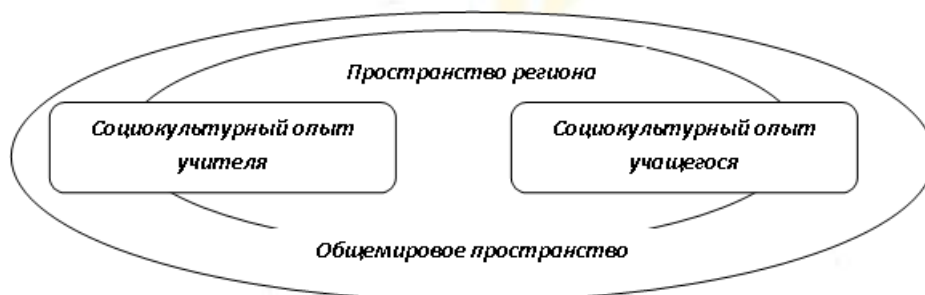 Пространство региона
Социокультурный опыт
учителя
Социокультурный опыт
учащегося
Общемировое пространство